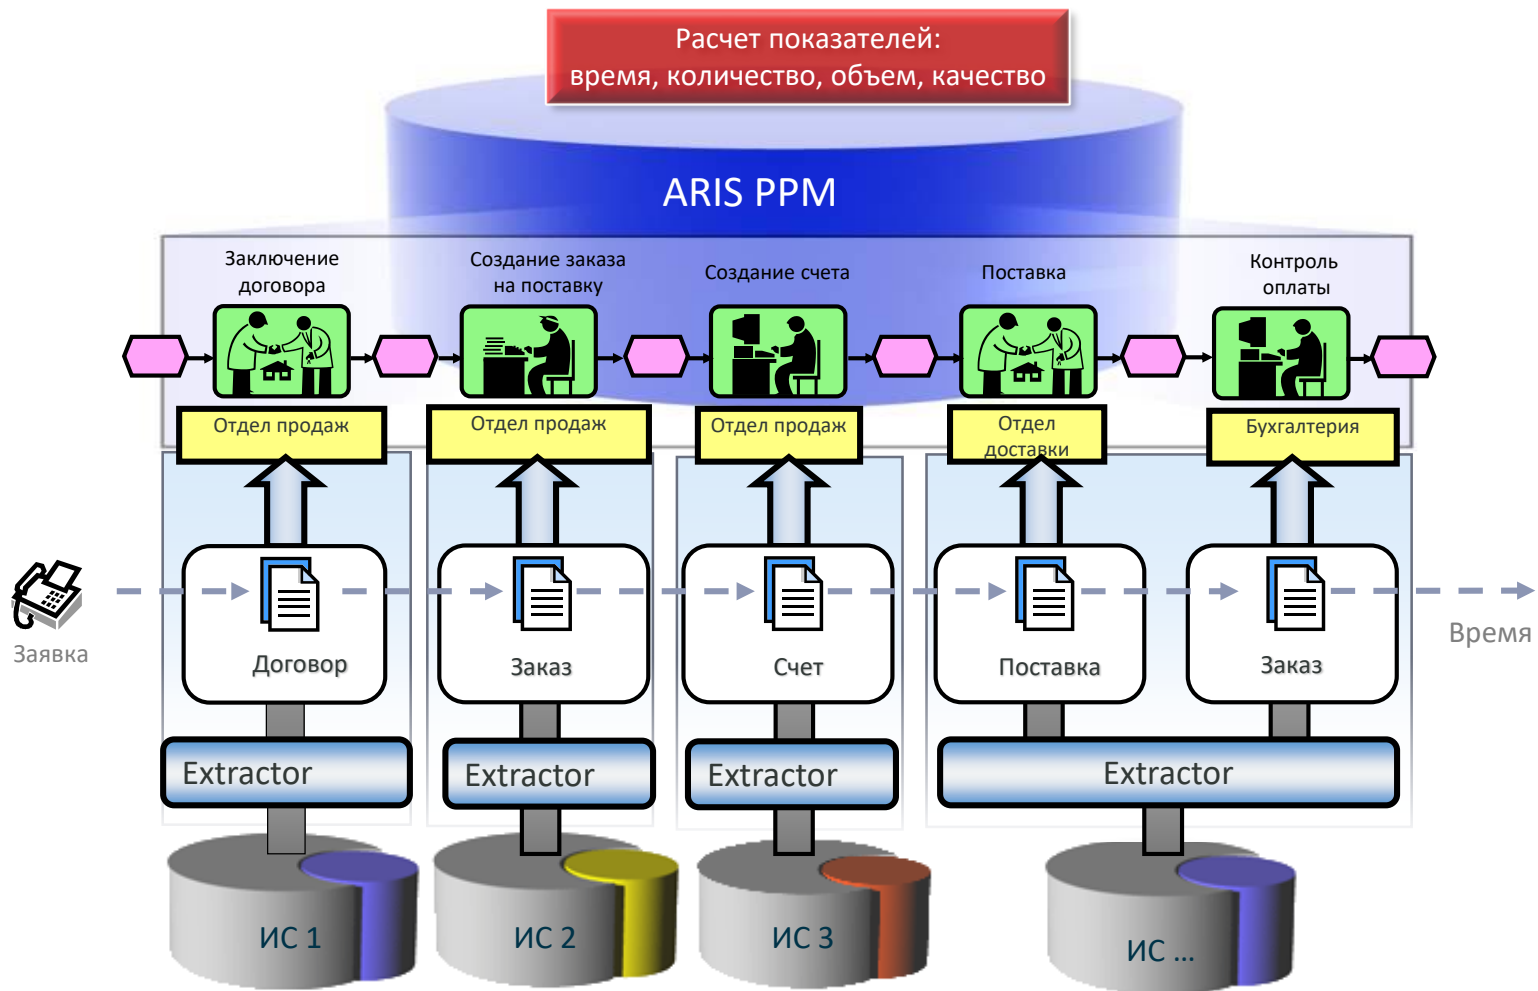 Расчет показателей:
время, количество, объем, качество
ARIS PPM
Заключение
договора
Создание заказа
на поставку
Создание счета
Поставка
Контроль
оплаты
Отдел продаж
Отдел продаж
Отдел продаж
Отдел
доставки
Бухгалтерия
Заявка
Договор
Заказ
Счет
Поставка
Заказ
Время
Extractor
Extractor
Extractor
Extractor
ИС 1
ИС 2
ИС 3
ИС ...